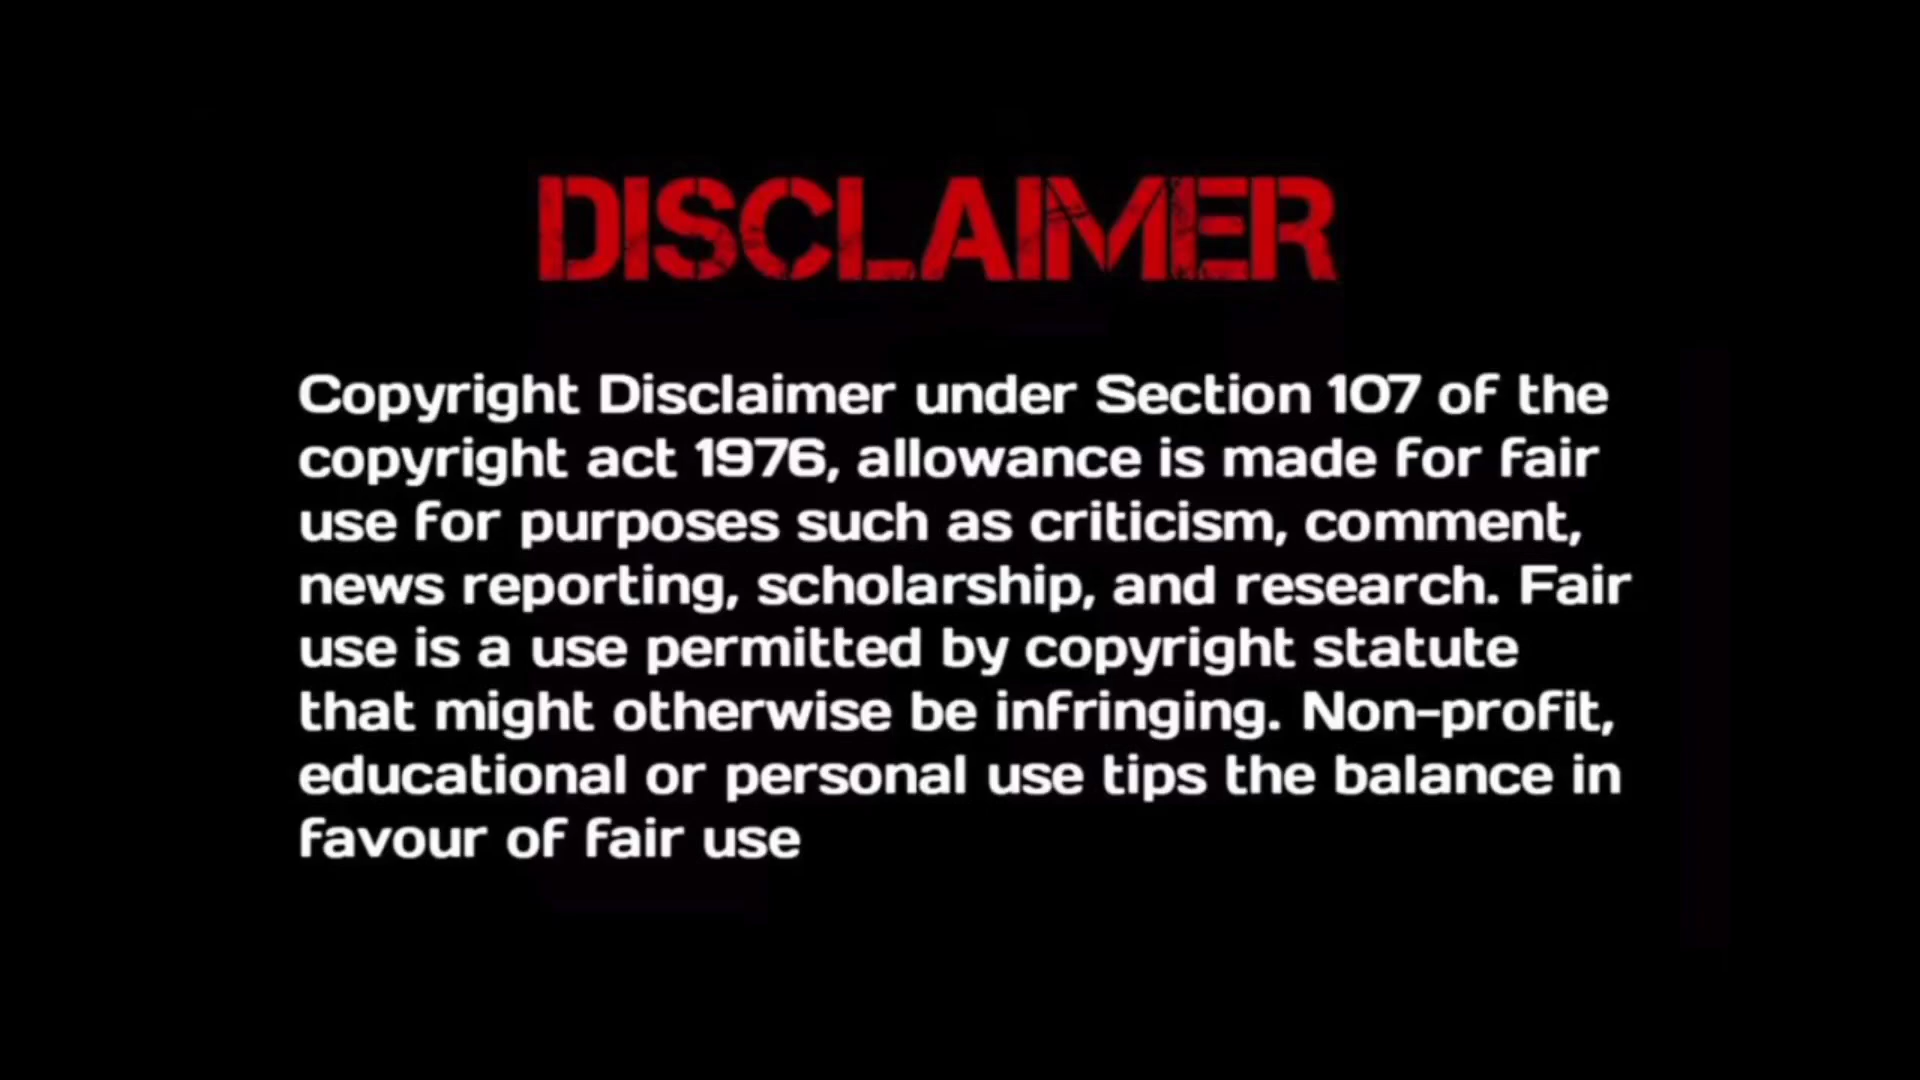 DISCLAIMER
Copyright Disclaimer under Section 107 of the
copyright act 1976, allowance is made for fair
use for purposes such as criticism, comment,
news reporting, scholarship, and research. Fair
use is a use permitted by copyright statute
that might otherwise be infringing. Non-profit,
educational or personal use tips the balance in
favour of fair use